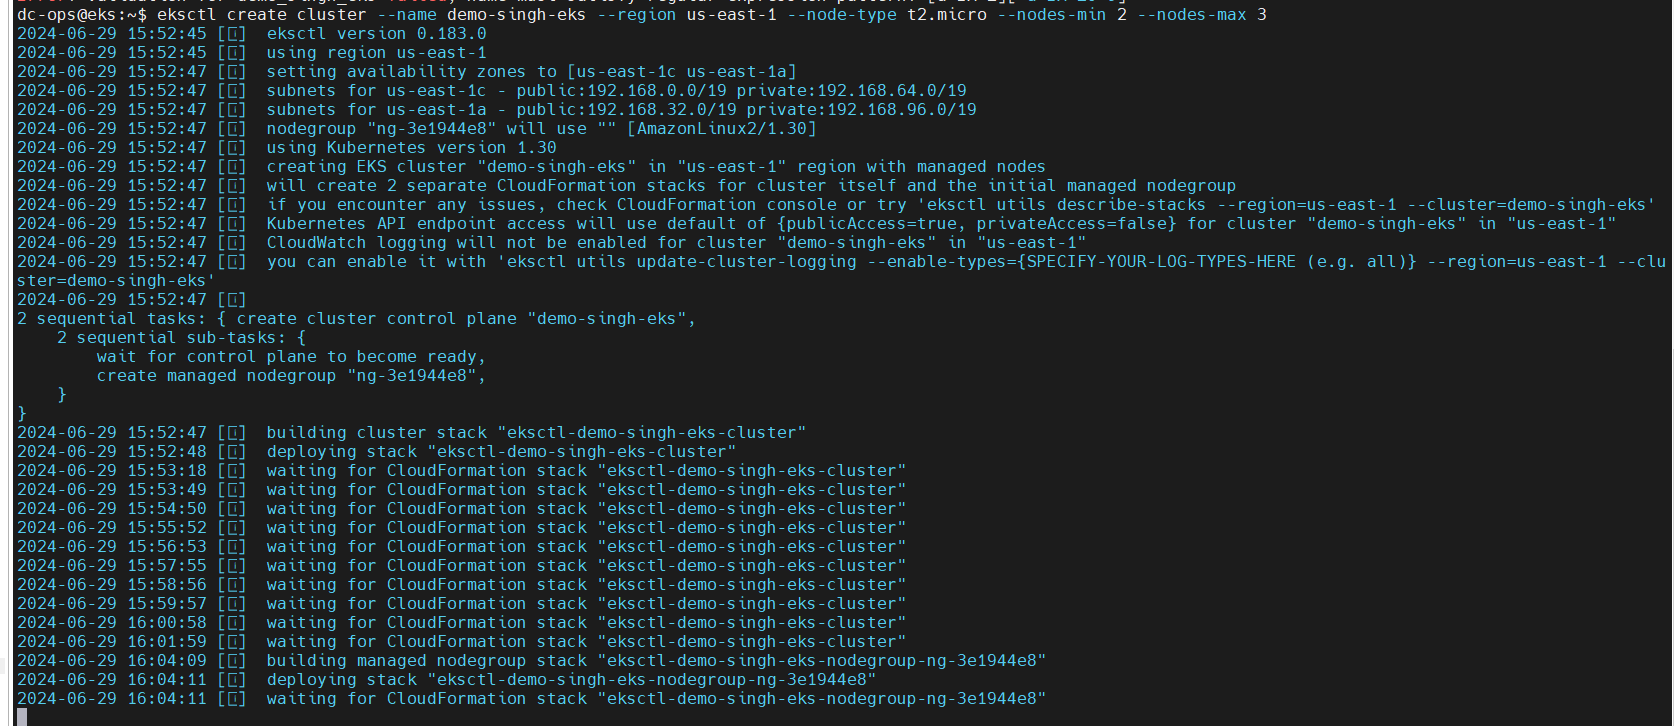 dc-ops@eks:~$ eksctl create cluster --name demo-singh-eks --region us-east-1 --node-type t2.micro --nodes-min 2 --nodes-max 3
2024-06-29 15:52:45 [ℹ]  eksctl version 0.183.0
2024-06-29 15:52:45 [ℹ]  using region us-east-1
2024-06-29 15:52:47 [ℹ]  setting availability zones to [us-east-1c us-east-1a]
2024-06-29 15:52:47 [ℹ]  subnets for us-east-1c - public:192.168.0.0/19 private:192.168.64.0/19
2024-06-29 15:52:47 [ℹ]  subnets for us-east-1a - public:192.168.32.0/19 private:192.168.96.0/19
2024-06-29 15:52:47 [ℹ]  nodegroup "ng-3e1944e8" will use "" [AmazonLinux2/1.30]
2024-06-29 15:52:47 [ℹ]  using Kubernetes version 1.30
2024-06-29 15:52:47 [ℹ]  creating EKS cluster "demo-singh-eks" in "us-east-1" region with managed nodes
2024-06-29 15:52:47 [ℹ]  will create 2 separate CloudFormation stacks for cluster itself and the initial managed nodegroup
2024-06-29 15:52:47 [ℹ]  if you encounter any issues, check CloudFormation console or try 'eksctl utils describe-stacks --region=us-east-1 --cluster=demo-singh-eks'
2024-06-29 15:52:47 [ℹ]  Kubernetes API endpoint access will use default of {publicAccess=true, privateAccess=false} for cluster "demo-singh-eks" in "us-east-1"
2024-06-29 15:52:47 [ℹ]  CloudWatch logging will not be enabled for cluster "demo-singh-eks" in "us-east-1"
2024-06-29 15:52:47 [ℹ]  you can enable it with 'eksctl utils update-cluster-logging --enable-types={SPECIFY-YOUR-LOG-TYPES-HERE (e.g. all)} --region=us-east-1 --clu
ster=demo-singh-eks'
2024-06-29 15:52:47 [ℹ]
2 sequential tasks: { create cluster control plane "demo-singh-eks",
    2 sequential sub-tasks: {
        wait for control plane to become ready,
        create managed nodegroup "ng-3e1944e8",
    }
}
2024-06-29 15:52:47 [ℹ]  building cluster stack "eksctl-demo-singh-eks-cluster"
2024-06-29 15:52:48 [ℹ]  deploying stack "eksctl-demo-singh-eks-cluster"
2024-06-29 15:53:18 [ℹ]  waiting for CloudFormation stack "eksctl-demo-singh-eks-cluster"
2024-06-29 15:53:49 [ℹ]  waiting for CloudFormation stack "eksctl-demo-singh-eks-cluster"
2024-06-29 15:54:50 [ℹ]  waiting for CloudFormation stack "eksctl-demo-singh-eks-cluster"
2024-06-29 15:55:52 [ℹ]  waiting for CloudFormation stack "eksctl-demo-singh-eks-cluster"
2024-06-29 15:56:53 [ℹ]  waiting for CloudFormation stack "eksctl-demo-singh-eks-cluster"
2024-06-29 15:57:55 [ℹ]  waiting for CloudFormation stack "eksctl-demo-singh-eks-cluster"
2024-06-29 15:58:56 [ℹ]  waiting for CloudFormation stack "eksctl-demo-singh-eks-cluster"
2024-06-29 15:59:57 [ℹ]  waiting for CloudFormation stack "eksctl-demo-singh-eks-cluster"
2024-06-29 16:00:58 [ℹ]  waiting for CloudFormation stack "eksctl-demo-singh-eks-cluster"
2024-06-29 16:01:59 [ℹ]  waiting for CloudFormation stack "eksctl-demo-singh-eks-cluster"
2024-06-29 16:04:09 [ℹ]  building managed nodegroup stack "eksctl-demo-singh-eks-nodegroup-ng-3e1944e8"
2024-06-29 16:04:11 [ℹ]  deploying stack "eksctl-demo-singh-eks-nodegroup-ng-3e1944e8"
2024-06-29 16:04:11 [ℹ]  waiting for CloudFormation stack "eksctl-demo-singh-eks-nodegroup-ng-3e1944e8"